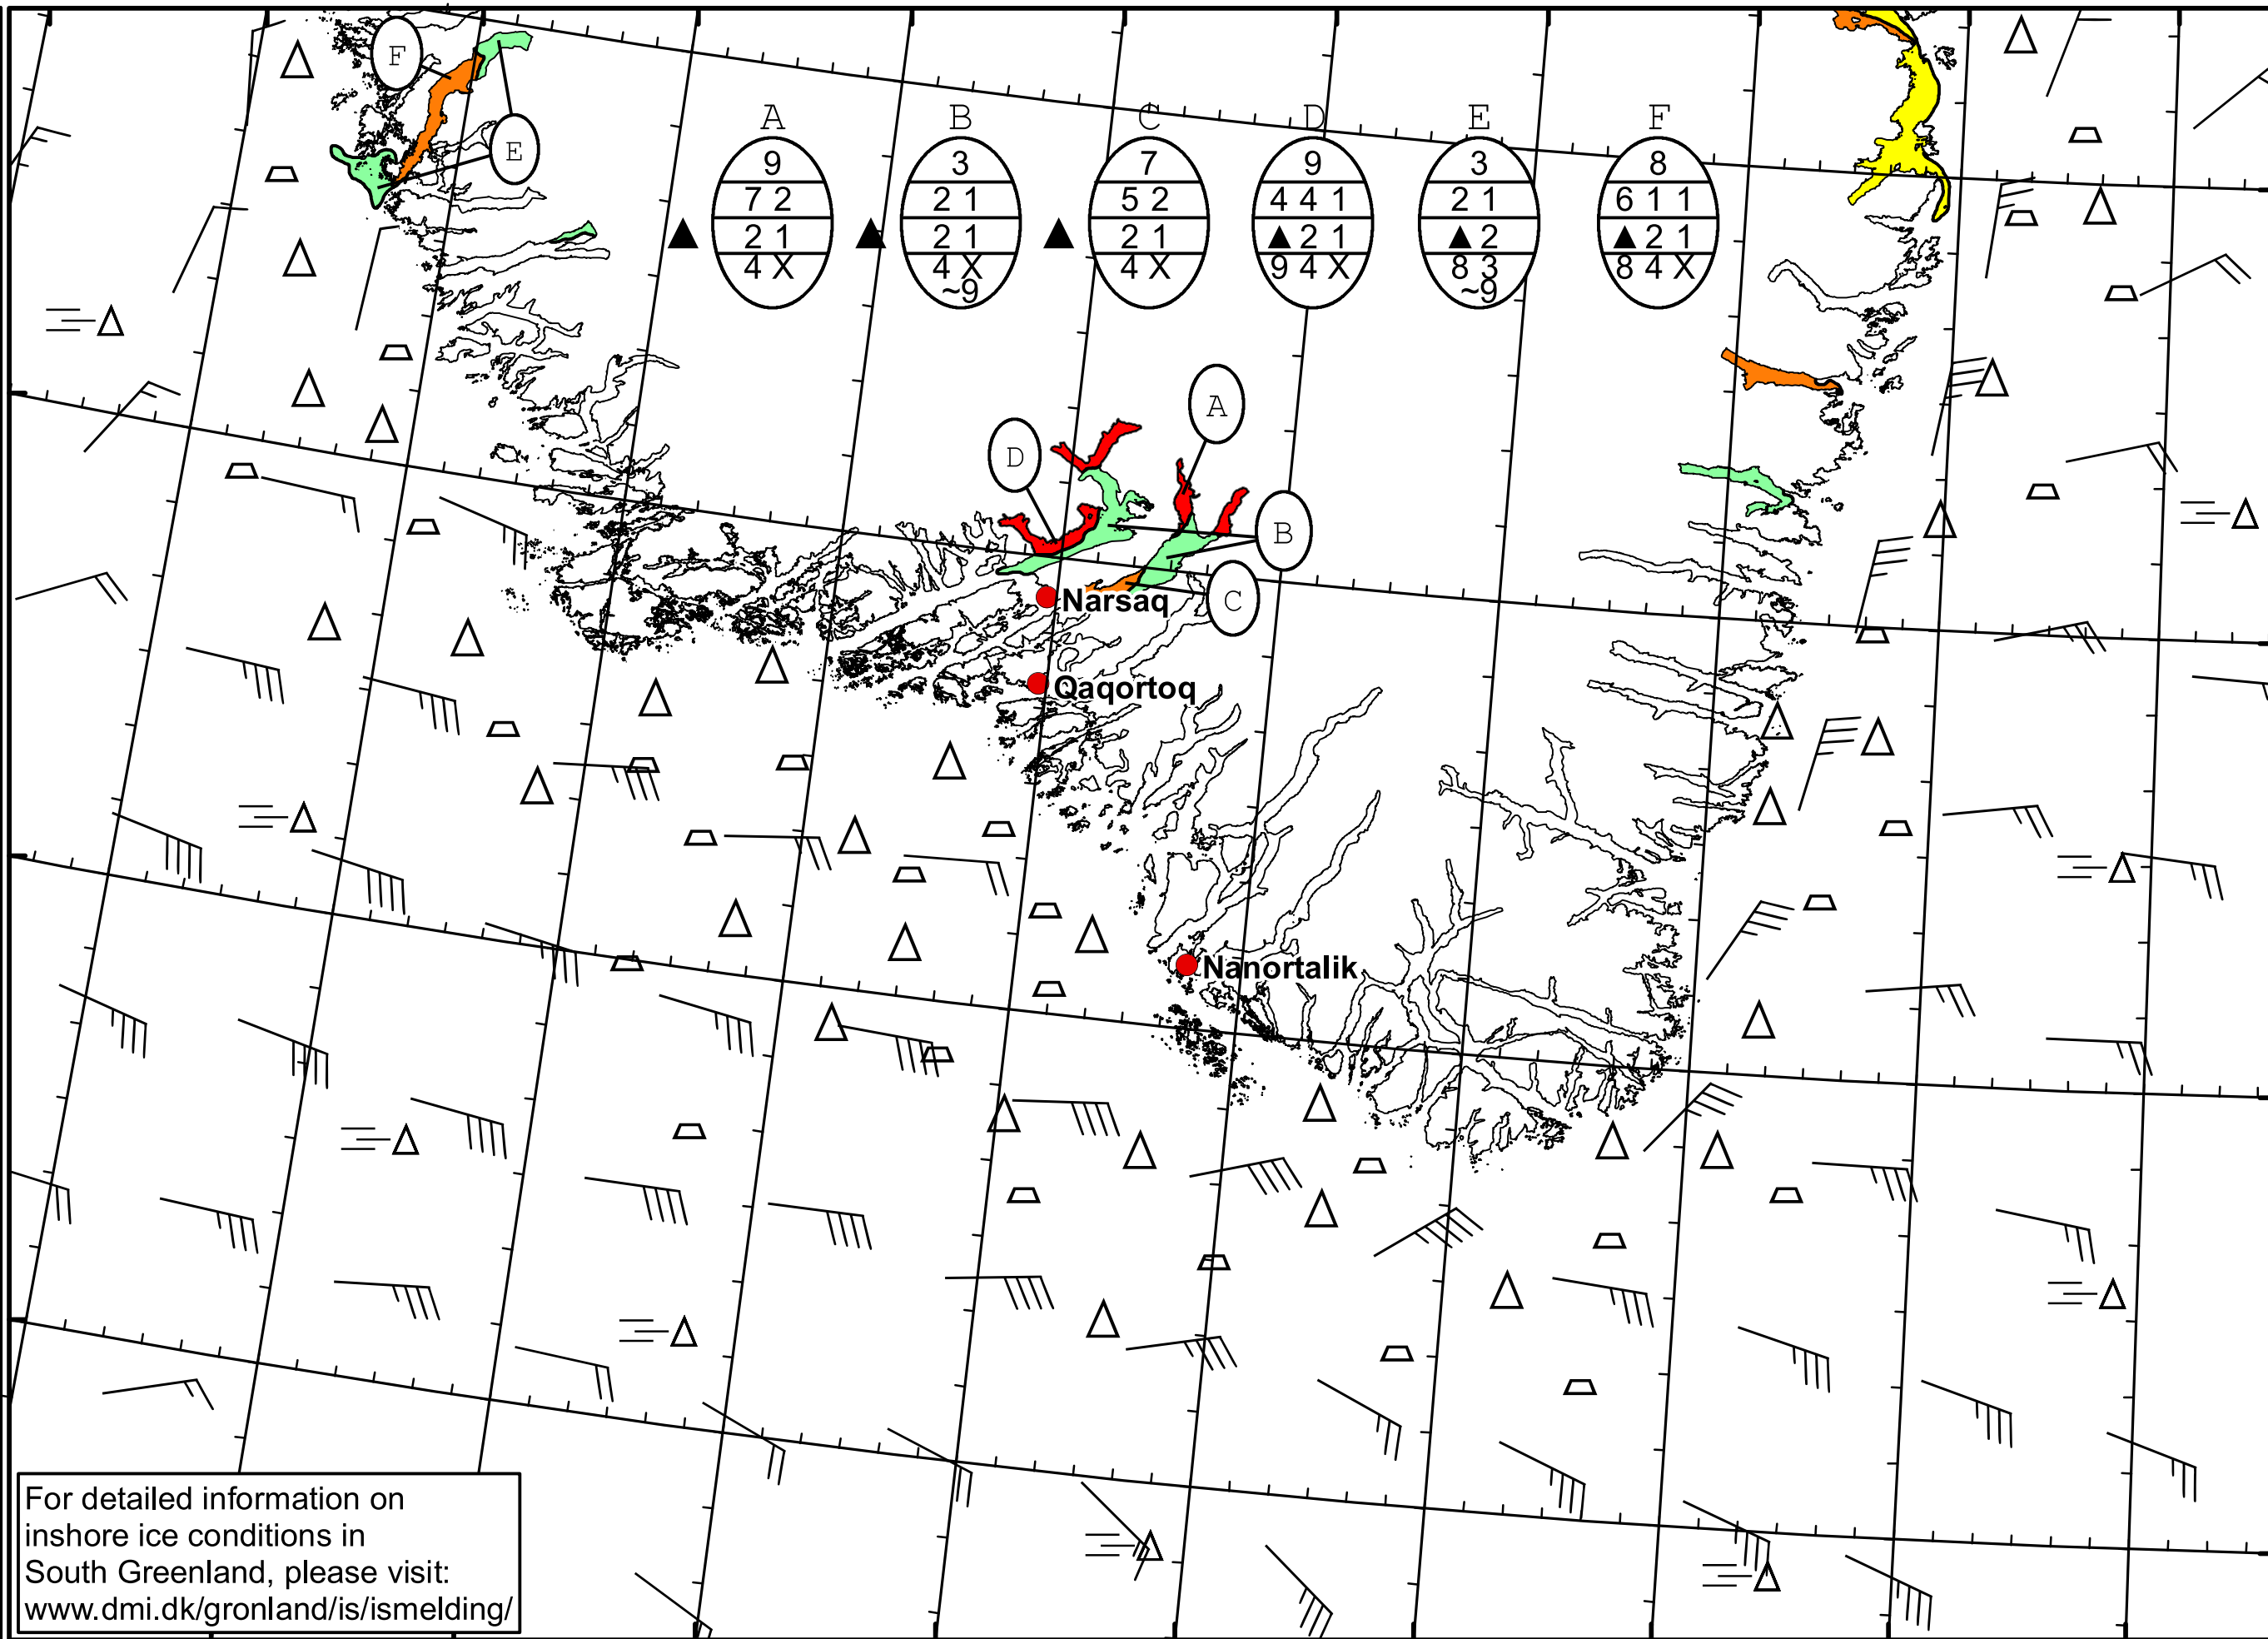 F
E
A B C D E F
9 3 7 9 3 8
7 2 2 1 5 2 4 4 1 2 1 6 1 1
▲ 2 1 ▲ 2 1 ▲ 2 1 ▲ 2 1 ▲ 2 ▲ 2 1
4 X 4 X 4 X 9 4 X 8 3 8 4 X
~9 ~9
A
D
B
C
Narsaq
Qaqortoq
Nanortalik
For detailed information on
inshore ice conditions in
South Greenland, please visit:
www.dmi.dk/gronland/is/ismelding/